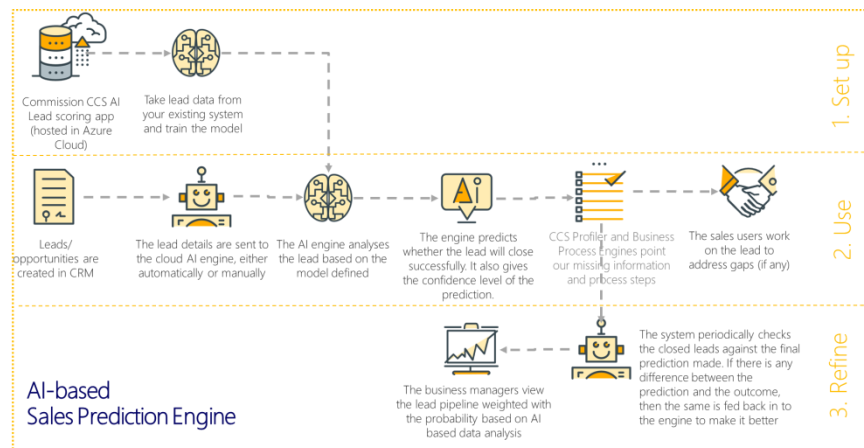 Commission CCS AI
Lead scoring app
(hosted in Azure
Cloud)
Take lead data from
your existing system
and train the model
1. Set up
Leads/
opportunities are
created in CRM
The lead details are sent to
the cloud AI engine, either
automatically or manually
The AI engine analyses
the lead based on the
model defined
Ai
The engine predicts
whether the lead will close
successfully. It also gives
the confidence level of the
prediction.
CCS Profiler and Business
Process Engines point
our missing information
and process steps
The sales users work
on the lead to
address gaps (if any)
2. Use
AI-based
Sales Prediction Engine
The business managers view
the lead pipeline weighted with
the probability based on AI
based data analysis
The system periodically checks
the closed leads against the final
prediction made. If there is any
difference between the
prediction and the outcome,
then the same is fed back in to
the engine to make it better
3. Refine